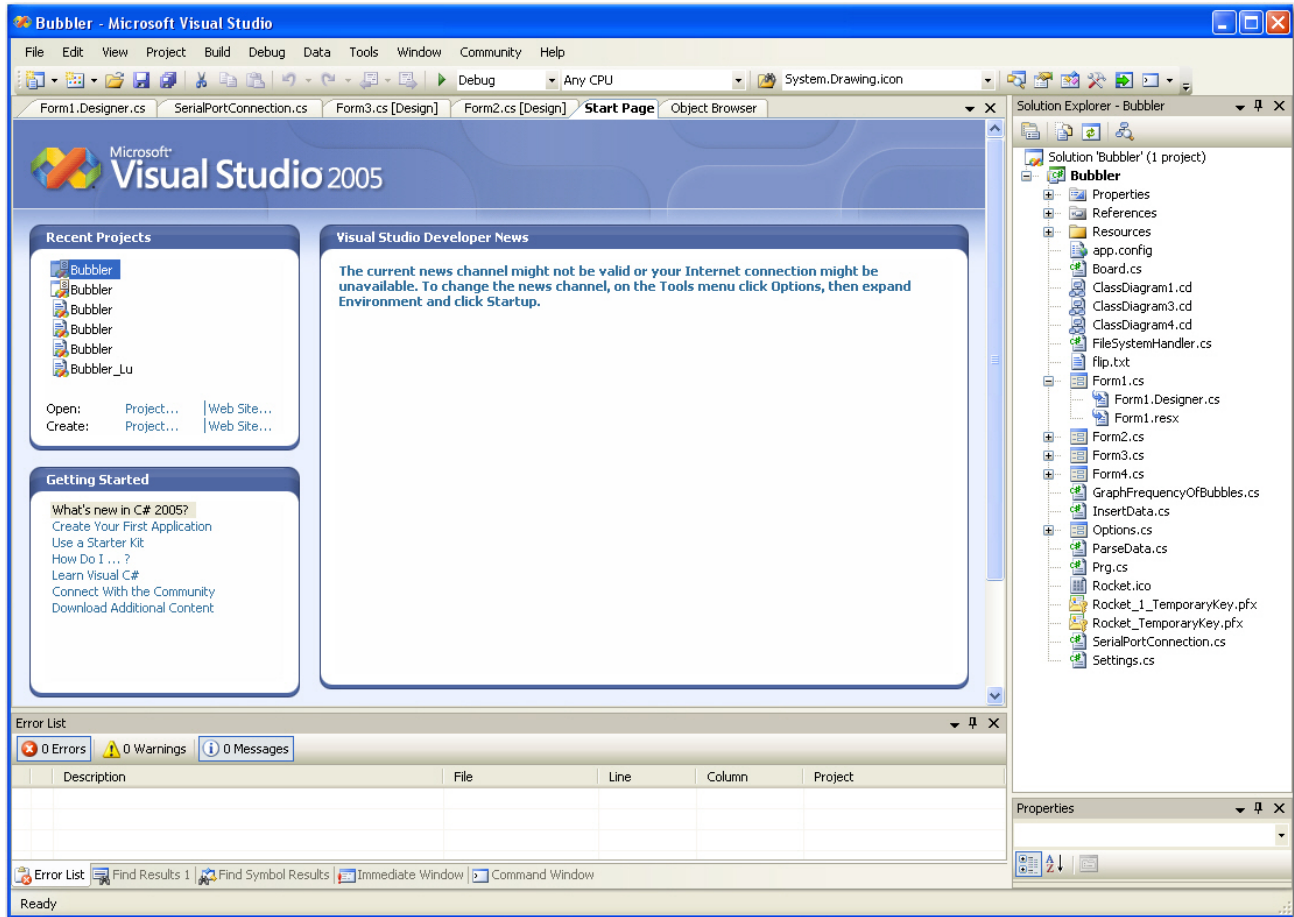 Bubbler - Microsoft Visual Studio
File Edit View Project Build Debug Data Tools Window Community Help
Debug Any CPU System.Drawing.icon
Form1.Designer.cs SerialPortConnection.cs Form3.cs [Design] Form2.cs [Design] Start Page Object Browser
Microsoft
Visual Studio 2005
Recent Projects
Bubbler
Bubbler
Bubbler
Bubbler
Bubbler
Bubbler_Lu
Open: Project... Web Site...
Create: Project... Web Site...
Getting Started
What's new in C# 2005?
Create Your First Application
Use a Starter Kit
How Do I ... ?
Learn Visual C#
Connect With the Community
Download Additional Content
Visual Studio Developer News
The current news channel might not be valid or your Internet connection might be
unavailable. To change the news channel, on the Tools menu click Options, then expand
Environment and click Startup.
Error List
0 Errors 0 Warnings 0 Messages
Description File Line Column Project
Error List Find Results 1 Find Symbol Results Immediate Window Command Window
Ready
Solution Explorer - Bubbler
Solution 'Bubbler' (1 project)
Bubbler
Properties
References
Resources
app.config
Board.cs
ClassDiagram1.cd
ClassDiagram3.cd
ClassDiagram4.cd
FileSystemHandler.cs
flip.txt
Form1.cs
Form1.Designer.cs
Form1.resx
Form2.cs
Form3.cs
Form4.cs
GraphFrequencyOfBubbles.cs
InsertData.cs
Options.cs
ParseData.cs
Prg.cs
Rocket.ico
Rocket_1_TemporaryKey.pfx
Rocket_TemporaryKey.pfx
SerialPortConnection.cs
Settings.cs
Properties